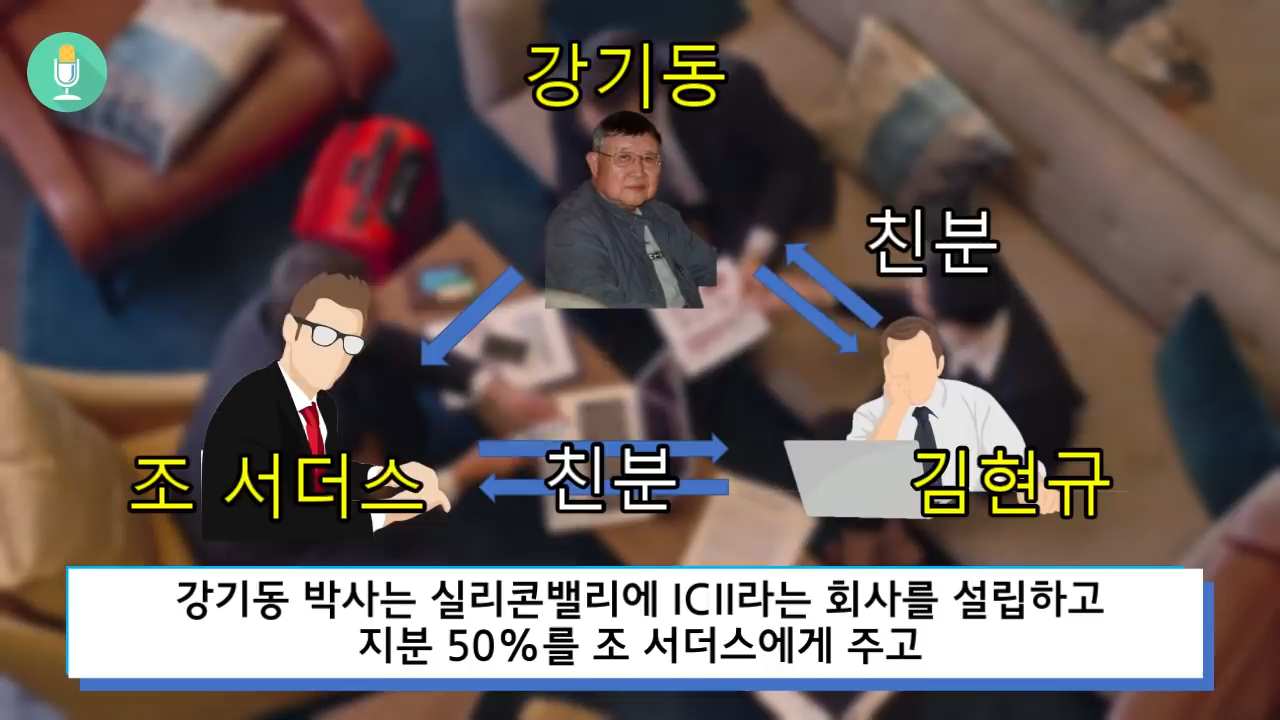 강기동
친분
친분
조 서더스
김현규
강기동 박사는 실리콘밸리에 ICII라는 회사를 설립하고
지분 50%를 조 서더스에게 주고